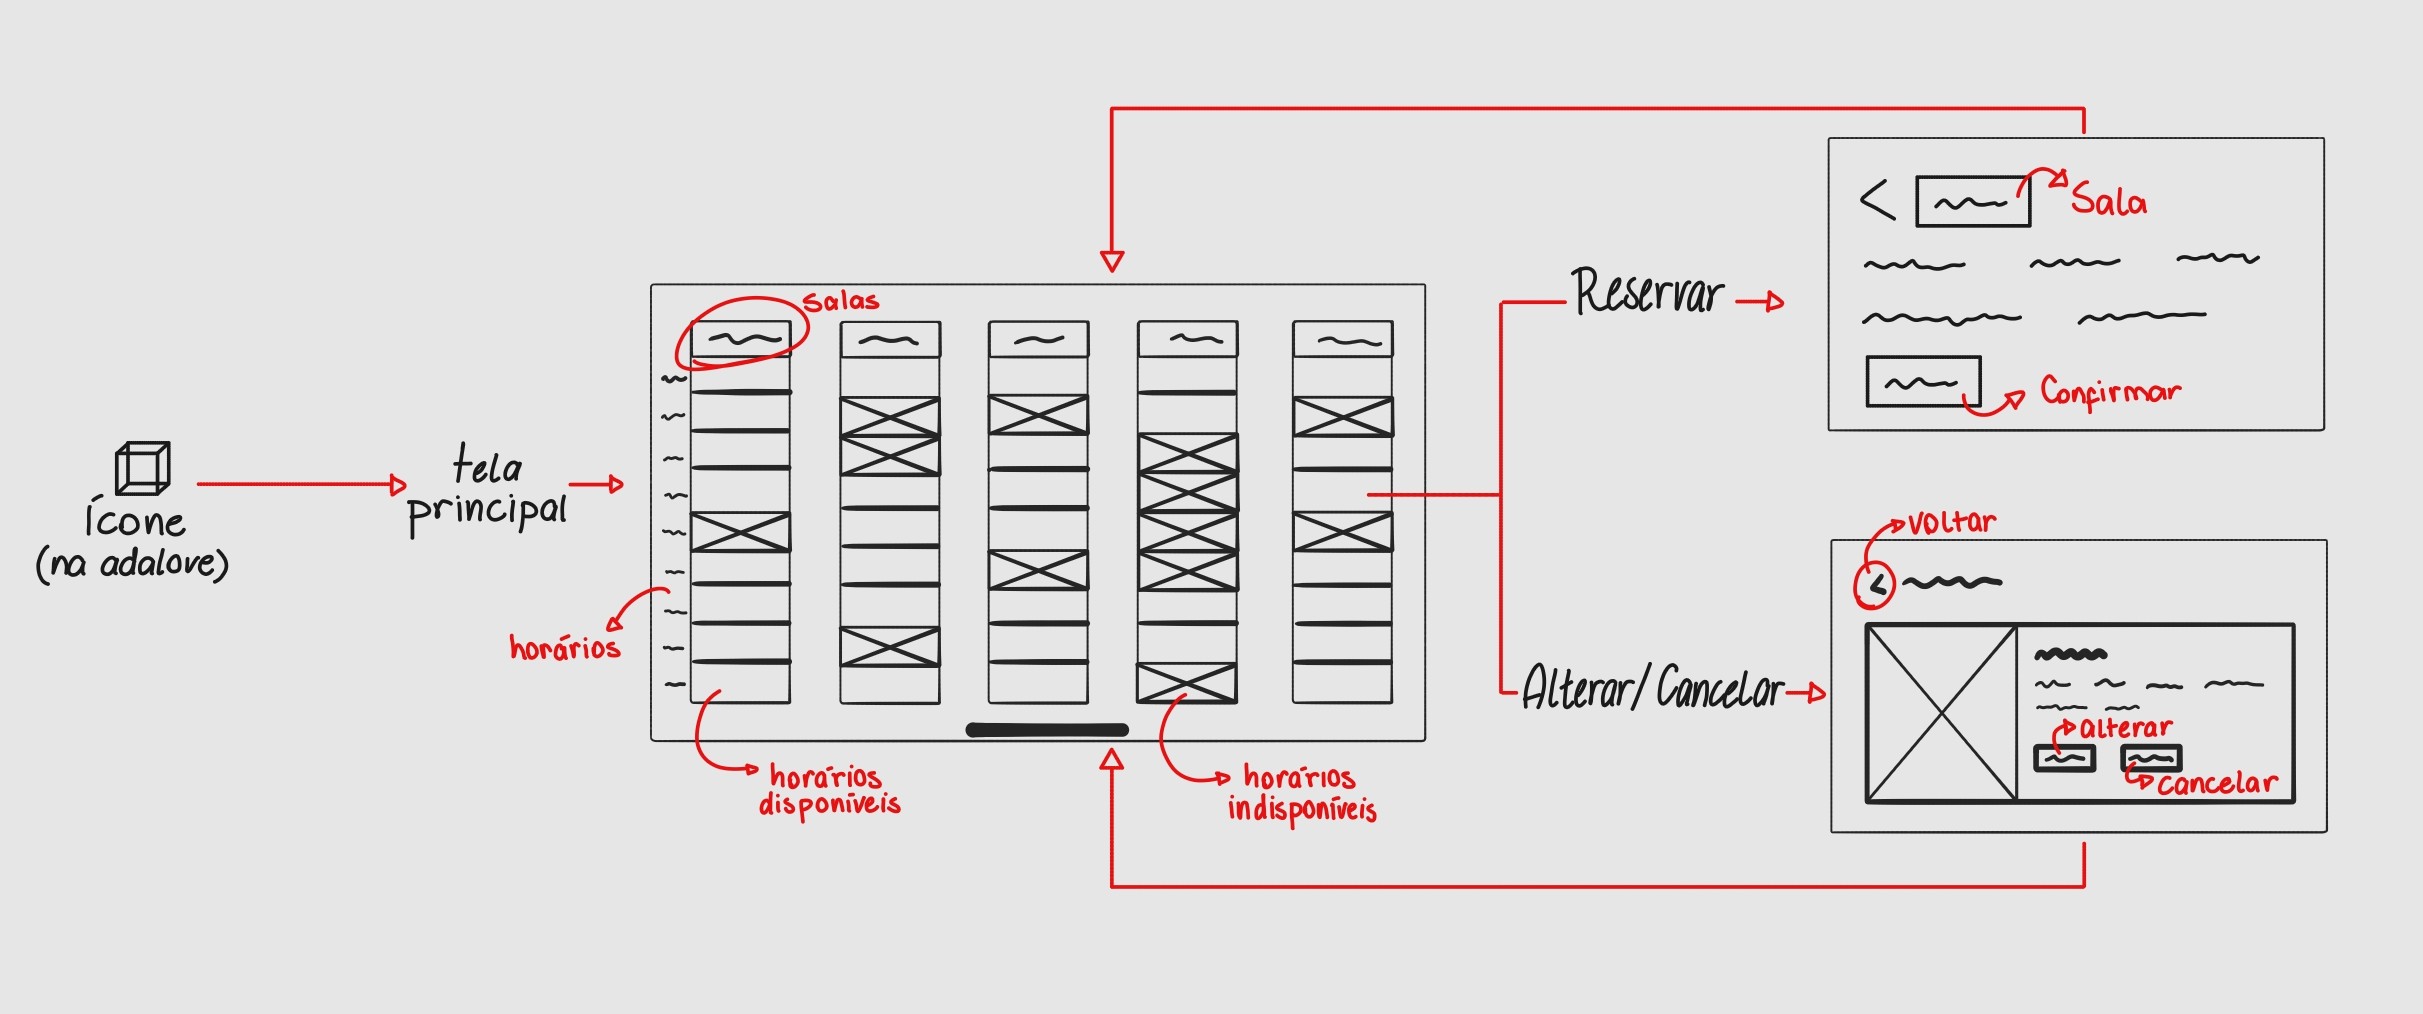 ícone
(na adalove)
tela
principal
Salas
horários
horários
disponíveis
horários
indisponíveis
Reservar
Sala
Confirmar
Alterar/Cancelar
voltar
alterar
cancelar